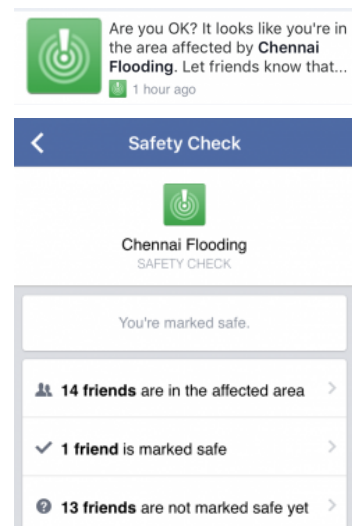 Are you OK? It looks like you're in
the area affected by Chennai
Flooding. Let friends know that...
1 hour ago
Safety Check
Chennai Flooding
SAFETY CHECK
You're marked safe.
14 friends are in the affected area
1 friend is marked safe
13 friends are not marked safe yet